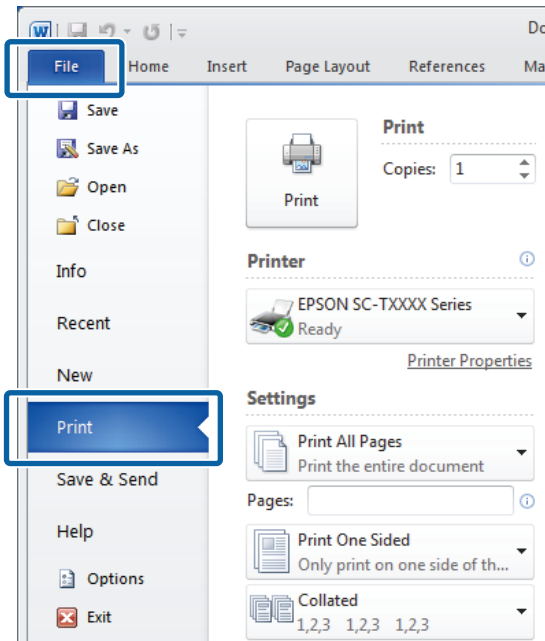 W
Do
File Home Insert Page Layout References Ma
Save
Save As
Open
Close
Info
Recent
New
Print
Save & Send
Help
Options
Exit
Print
Print
Copies: 1
Printer
EPSON SC-TXXXX Series
Ready
Printer Properties
Settings
Print All Pages
Print the entire document
Pages:
Print One Sided
Only print on one side of th...
Collated
1,2,3 1,2,3 1,2,3